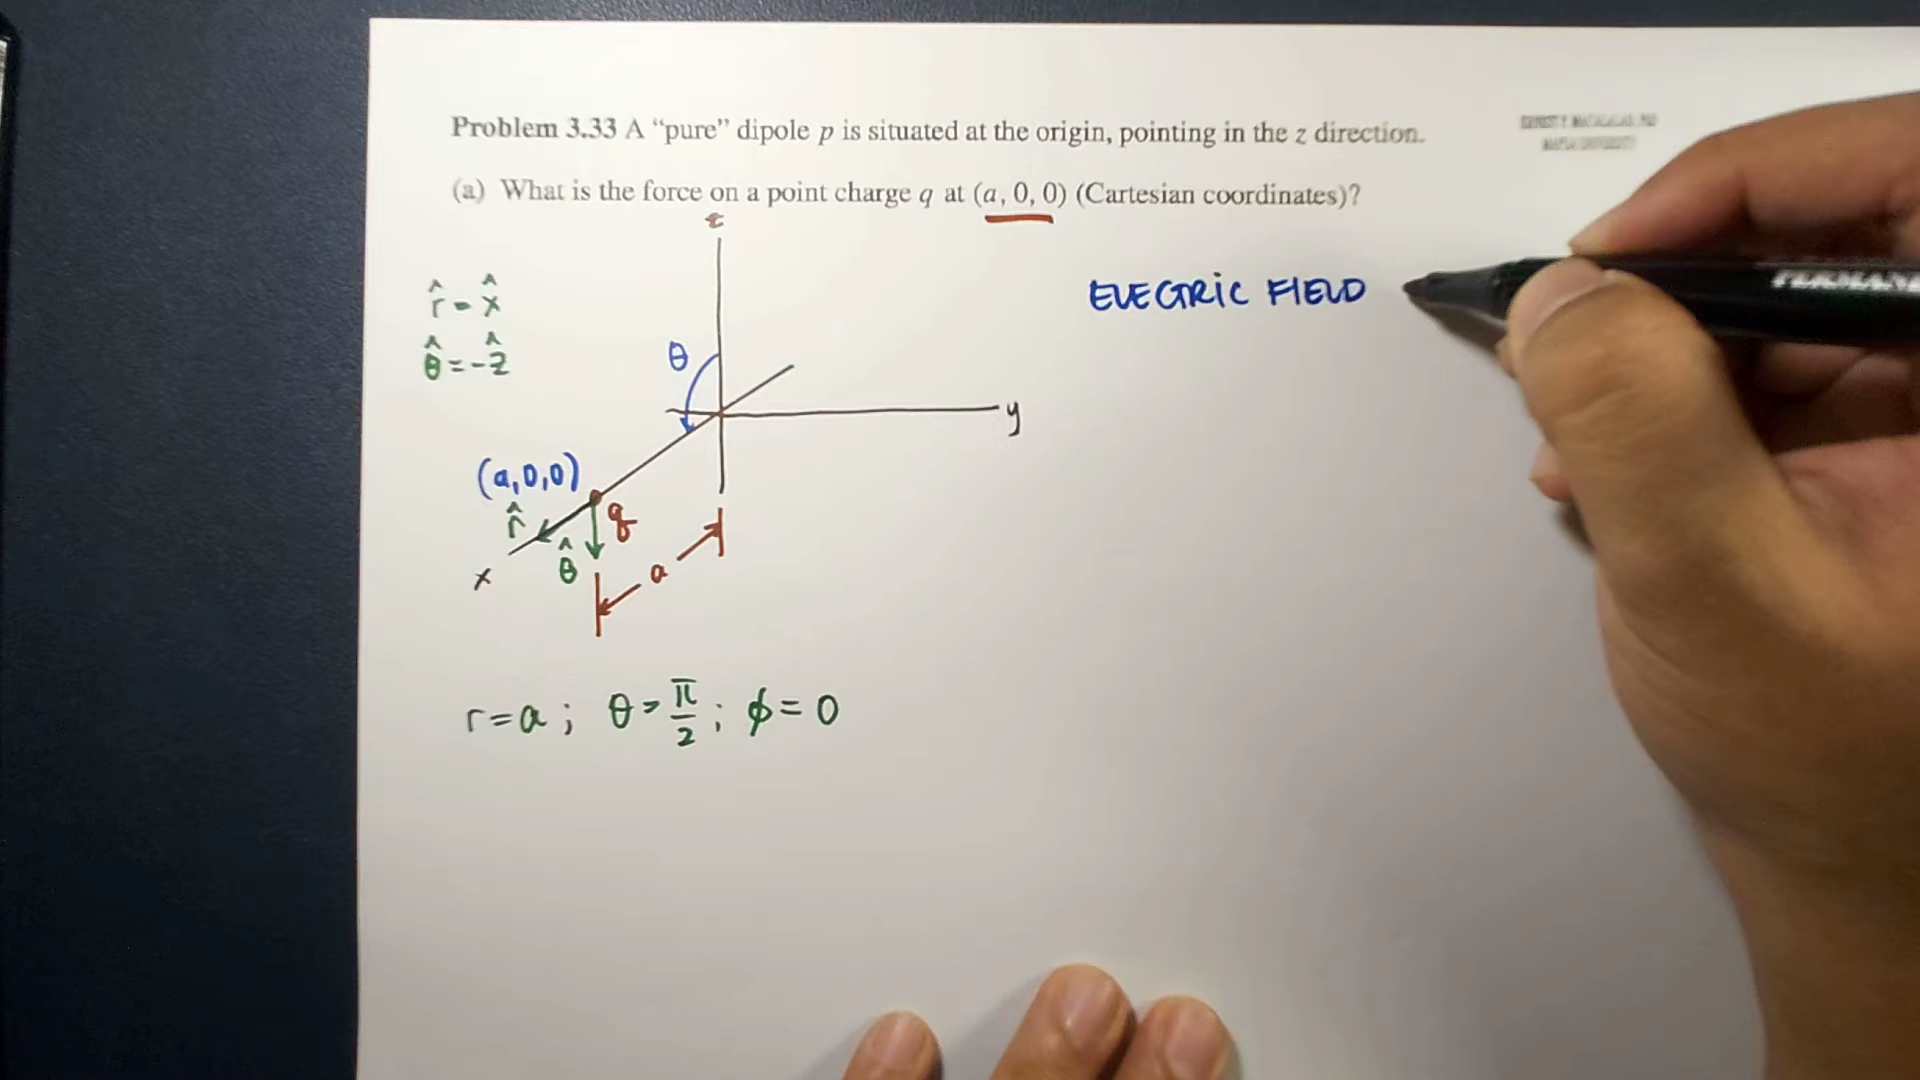 Problem 3.33 A “pure” dipole p is situated at the origin, pointing in the z direction.
(a) What is the force on a point charge q at (a, 0, 0) (Cartesian coordinates)?
z
ELECTRIC FIELD
r̂ = x̂
θ̂ = -ẑ
θ
y
(a,0,0)
r̂
q
θ̂
a
x
r = a ; θ = π/2 ; φ = 0